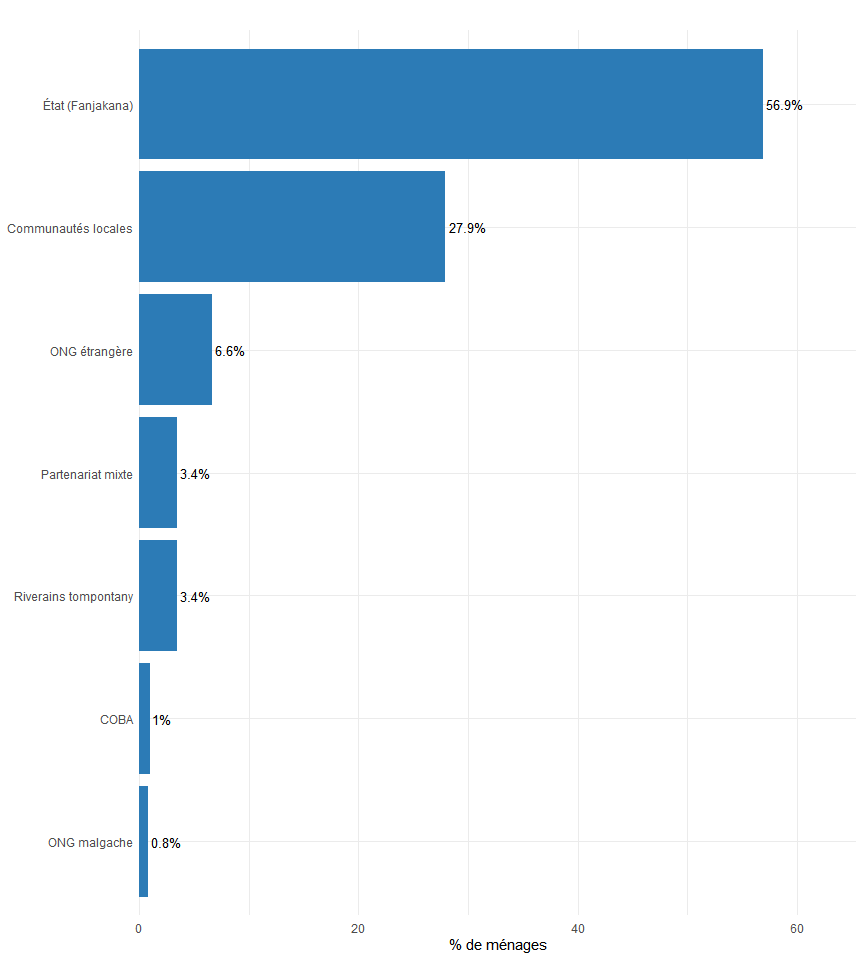 État (Fanjakana)
56.9%
Communautés locales
27.9%
ONG étrangère
6.6%
Partenariat mixte
3.4%
Riverains tompontany
3.4%
COBA
1%
ONG malgache
0.8%
0
20
40
60
% de ménages